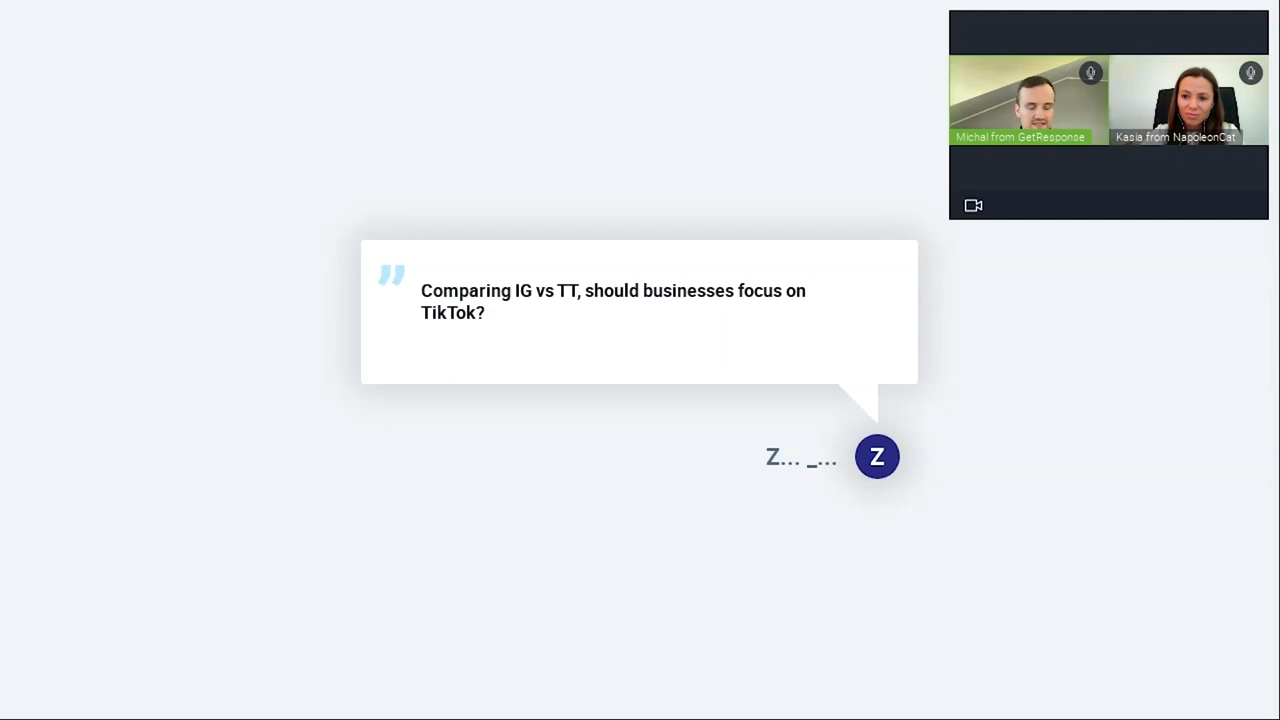 Michal from GetResponse
Kasia from NapoleonCat
” Comparing IG vs TT, should businesses focus on
TikTok?
Z... _...
Z